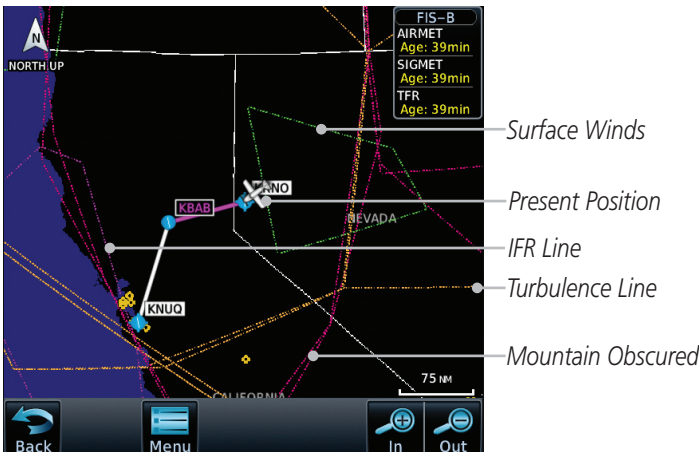 FIS-B
AIRMET
Age: 39min
SIGMET
Age: 39min
TFR
Age: 39min
N
NORTH UP
Surface Winds
KBAB
Present Position
NEVADA
IFR Line
Turbulence Line
KNUQ
Mountain Obscured
75 NM
CALIFORNIA
Back
Menu
In
Out